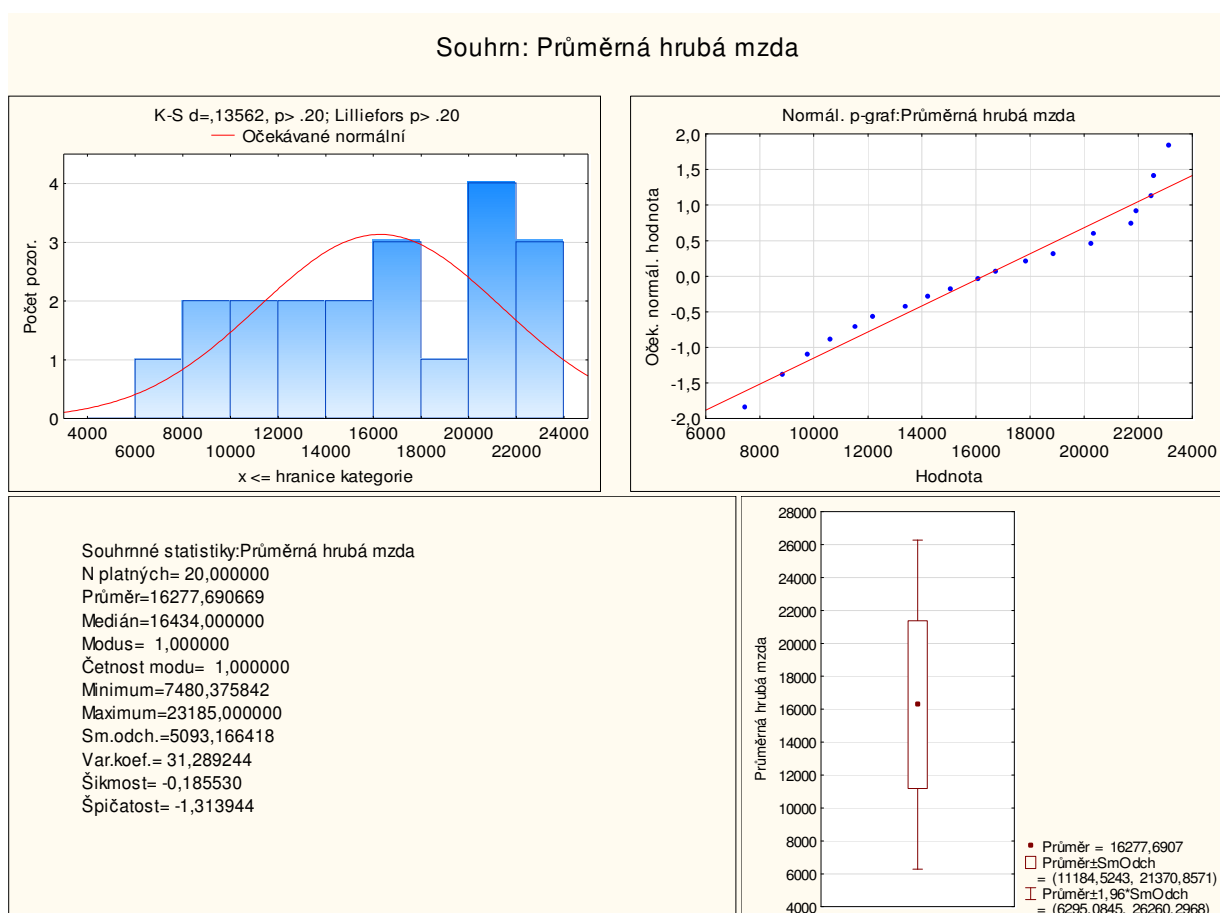 Souhrn: Průměrná hrubá mzda
K-S d=,13562, p> .20; Lilliefors p> .20
Očekávané normální
Počet pozor.
4
3
2
1
0
4000 8000 12000 16000 20000 24000
6000 10000 14000 18000 22000
x <= hranice kategorie
Normál. p-graf:Průměrná hrubá mzda
Oček. normál. hodnota
2,0
1,5
1,0
0,5
0,0
-0,5
-1,0
-1,5
-2,0
6000 10000 14000 18000 22000
8000 12000 16000 20000 24000
Hodnota
Souhrnné statistiky:Průměrná hrubá mzda
N platných= 20,000000
Průměr=16277,690669
Medián=16434,000000
Modus= 1,000000
Četnost modu= 1,000000
Minimum=7480,375842
Maximum=23185,000000
Sm.odch.=5093,166418
Var.koef.= 31,289244
Šikmost= -0,185530
Špičatost= -1,313944
Průměrná hrubá mzda
28000
26000
24000
22000
20000
18000
16000
14000
12000
10000
8000
6000
4000
Průměr = 16277,6907
Průměr±SmOdch
= (11184,5243, 21370,8571)
Průměr±1,96*SmOdch
= (6295,0845, 26260,2968)